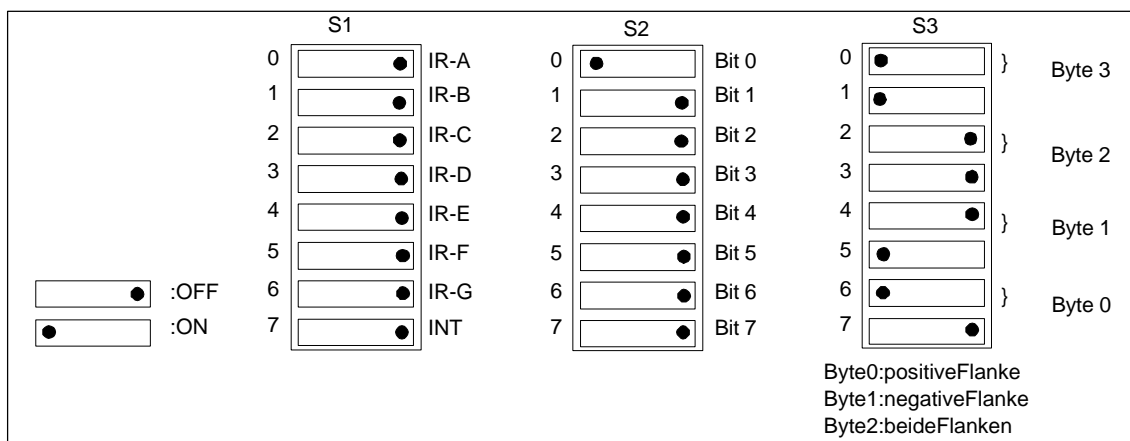 S1 S2 S3
0 IR-A 0 Bit 0 0 } Byte 3
1 IR-B 1 Bit 1 1
2 IR-C 2 Bit 2 2 } Byte 2
3 IR-D 3 Bit 3 3
4 IR-E 4 Bit 4 4 } Byte 1
5 IR-F 5 Bit 5 5
:OFF 6 IR-G 6 Bit 6 6 } Byte 0
:ON 7 INT 7 Bit 7 7
Byte0:positiveFlanke
Byte1:negativeFlanke
Byte2:beideFlanken